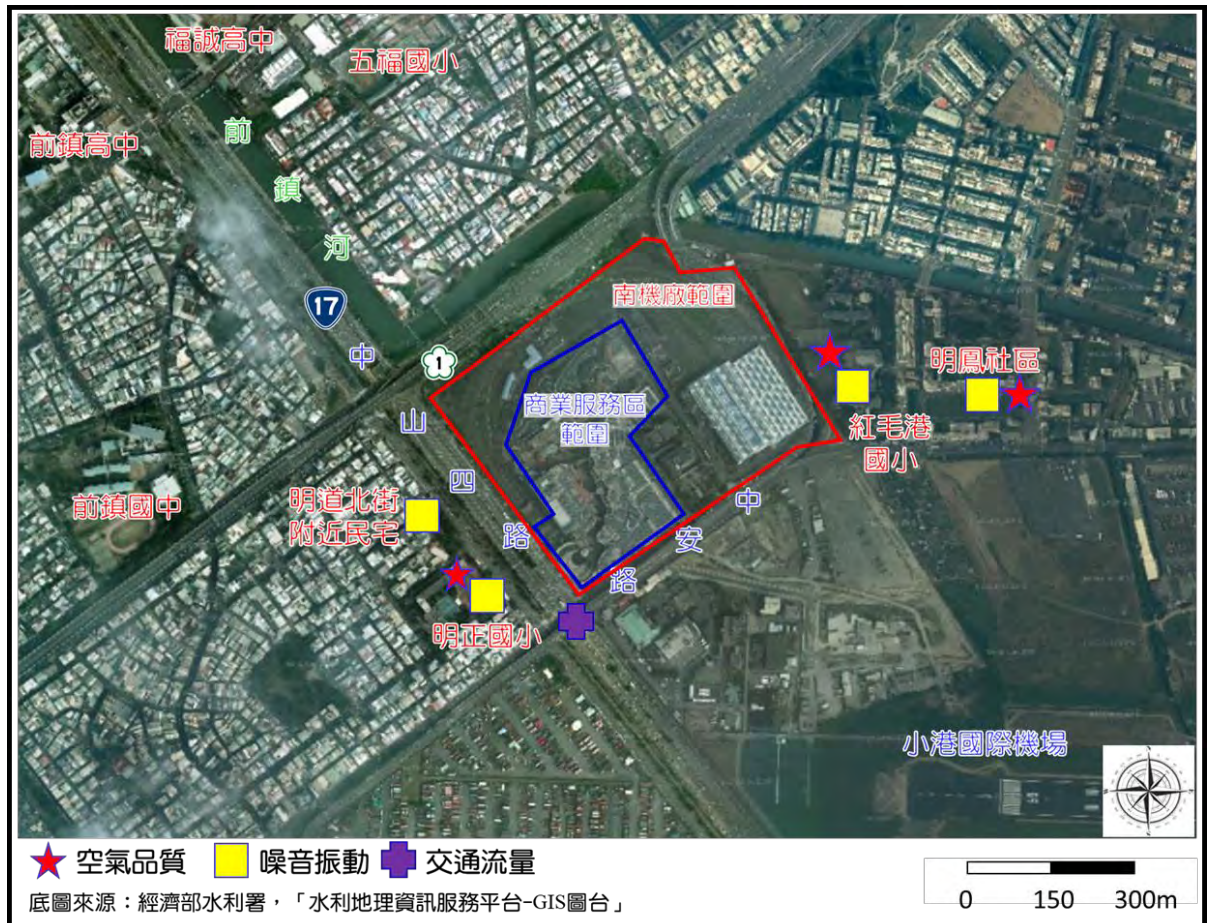 福誠高中
五福國小
前鎮高中
前
鎮
河
17
中
1
山
四
路
南機廠範圍
商業服務區
範圍
明鳳社區
紅毛港
國小
中
安
路
前鎮國中
明道北街
附近民宅
明正國小
小港國際機場
空氣品質 噪音振動 交通流量
底圖來源：經濟部水利署，「水利地理資訊服務平台-GIS圖台」
0 150 300m